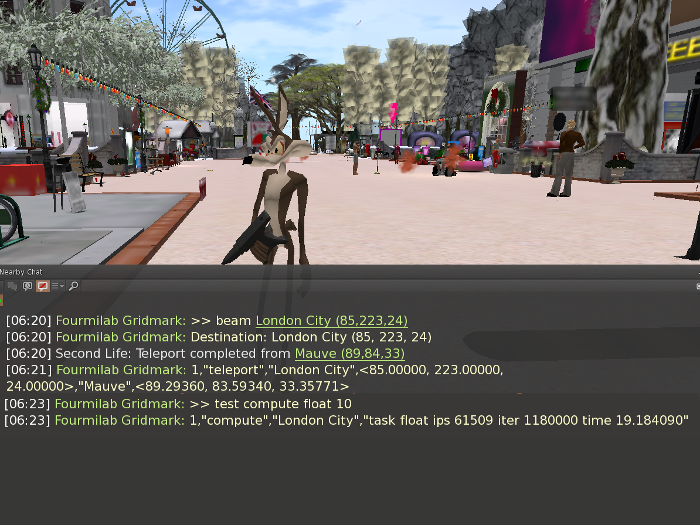 Nearby Chat
[06:20] Fourmilab Gridmark: >> beam London City (85,223,24)
[06:20] Fourmilab Gridmark: Destination: London City (85, 223, 24)
[06:20] Second Life: Teleport completed from Mauve (89,84,33)
[06:21] Fourmilab Gridmark: 1,"teleport","London City",<85.00000, 223.00000,
24.00000>,"Mauve",<89.29360, 83.59340, 33.35771>
[06:23] Fourmilab Gridmark: >> test compute float 10
[06:23] Fourmilab Gridmark: 1,"compute","London City","task float ips 61509 iter 1180000 time 19.184090"